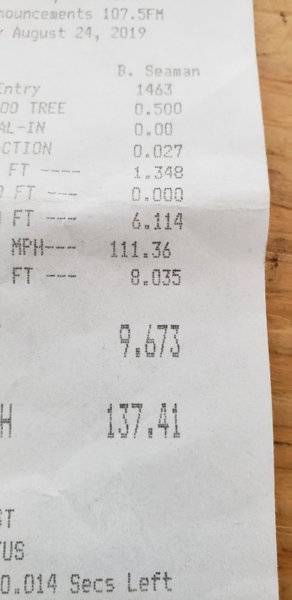 nouncements 107.5FM
August 24, 2019
B. Seaman
Entry 1463
TREE 0.500
AL-IN 0.00
CTION 0.027
FT ---- 1.348
FT --- 0.000
FT --- 6.114
MPH--- 111.36
FT --- 8.035
9.673
H 137.41
ST
TUS
0.014 Secs Left